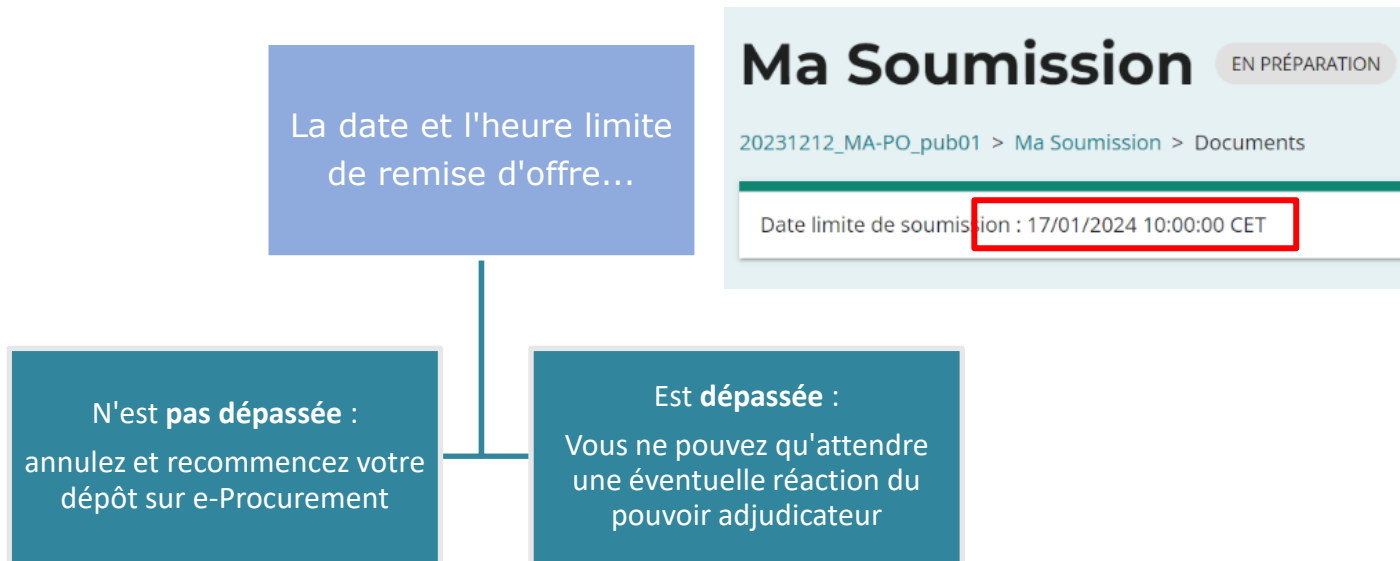 La date et l'heure limite
de remise d'offre...
Ma Soumission EN PRÉPARATION
20231212_MA-PO_pub01 > Ma Soumission > Documents
Date limite de soumission : 17/01/2024 10:00:00 CET
N'est pas dépassée :
annulez et recommencez votre
dépôt sur e-Procurement
Est dépassée :
Vous ne pouvez qu'attendre
une éventuelle réaction du
pouvoir adjudicateur